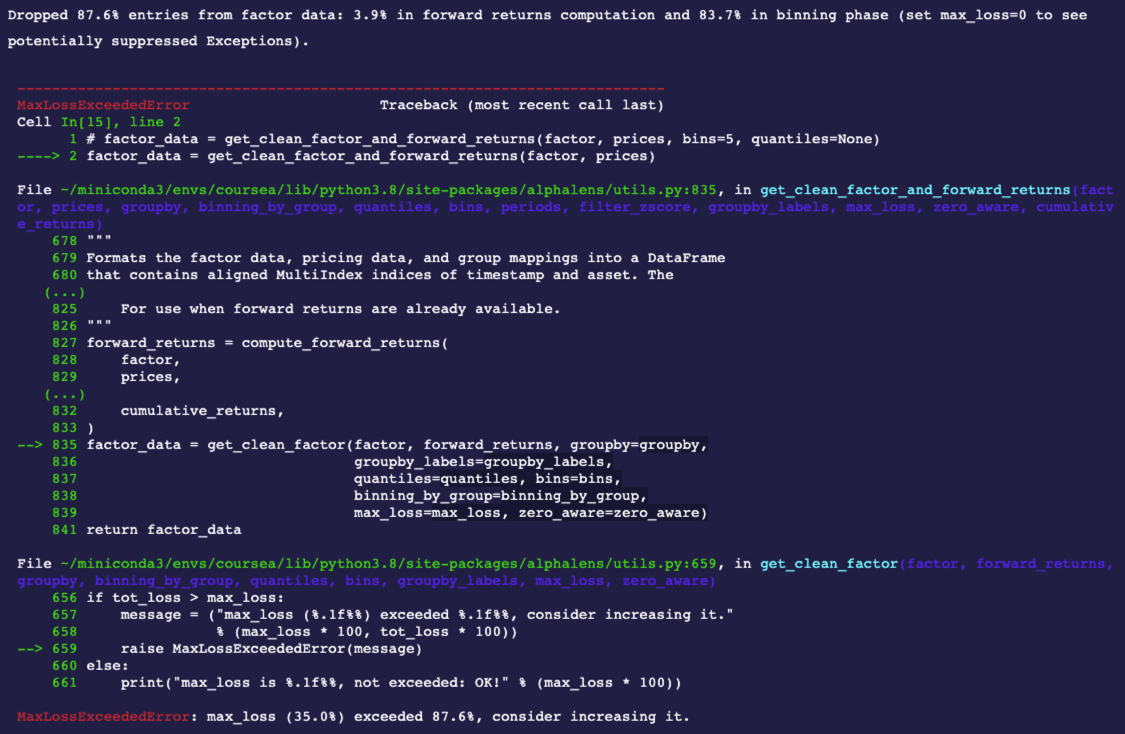 Dropped 87.6% entries from factor data: 3.9% in forward returns computation and 83.7% in binning phase (set max_loss=0 to see
potentially suppressed Exceptions).
---------------------------------------------------------------------------
MaxLossExceededError                      Traceback (most recent call last)
Cell In[15], line 2
      1 # factor_data = get_clean_factor_and_forward_returns(factor, prices, bins=5, quantiles=None)
----> 2 factor_data = get_clean_factor_and_forward_returns(factor, prices)
File ~/miniconda3/envs/coursea/lib/python3.8/site-packages/alphalens/utils.py:835, in get_clean_factor_and_forward_returns(fact
or, prices, groupby, binning_by_group, quantiles, bins, periods, filter_zscore, groupby_labels, max_loss, zero_aware, cumulativ
e_returns)
    678 """
    679 Formats the factor data, pricing data, and group mappings into a DataFrame
    680 that contains aligned MultiIndex indices of timestamp and asset. The
   (...)
    825     For use when forward returns are already available.
    826 """
    827 forward_returns = compute_forward_returns(
    828     factor,
    829     prices,
   (...)
    832     cumulative_returns,
    833 )
--> 835 factor_data = get_clean_factor(factor, forward_returns, groupby=groupby,
    836                                groupby_labels=groupby_labels,
    837                                quantiles=quantiles, bins=bins,
    838                                binning_by_group=binning_by_group,
    839                                max_loss=max_loss, zero_aware=zero_aware)
    841 return factor_data
File ~/miniconda3/envs/coursea/lib/python3.8/site-packages/alphalens/utils.py:659, in get_clean_factor(factor, forward_returns,
groupby, binning_by_group, quantiles, bins, groupby_labels, max_loss, zero_aware)
    656 if tot_loss > max_loss:
    657     message = ("max_loss (%.1f%%) exceeded %.1f%%, consider increasing it."
    658                % (max_loss * 100, tot_loss * 100))
--> 659     raise MaxLossExceededError(message)
    660 else:
    661     print("max_loss is %.1f%%, not exceeded: OK!" % (max_loss * 100))
MaxLossExceededError: max_loss (35.0%) exceeded 87.6%, consider increasing it.